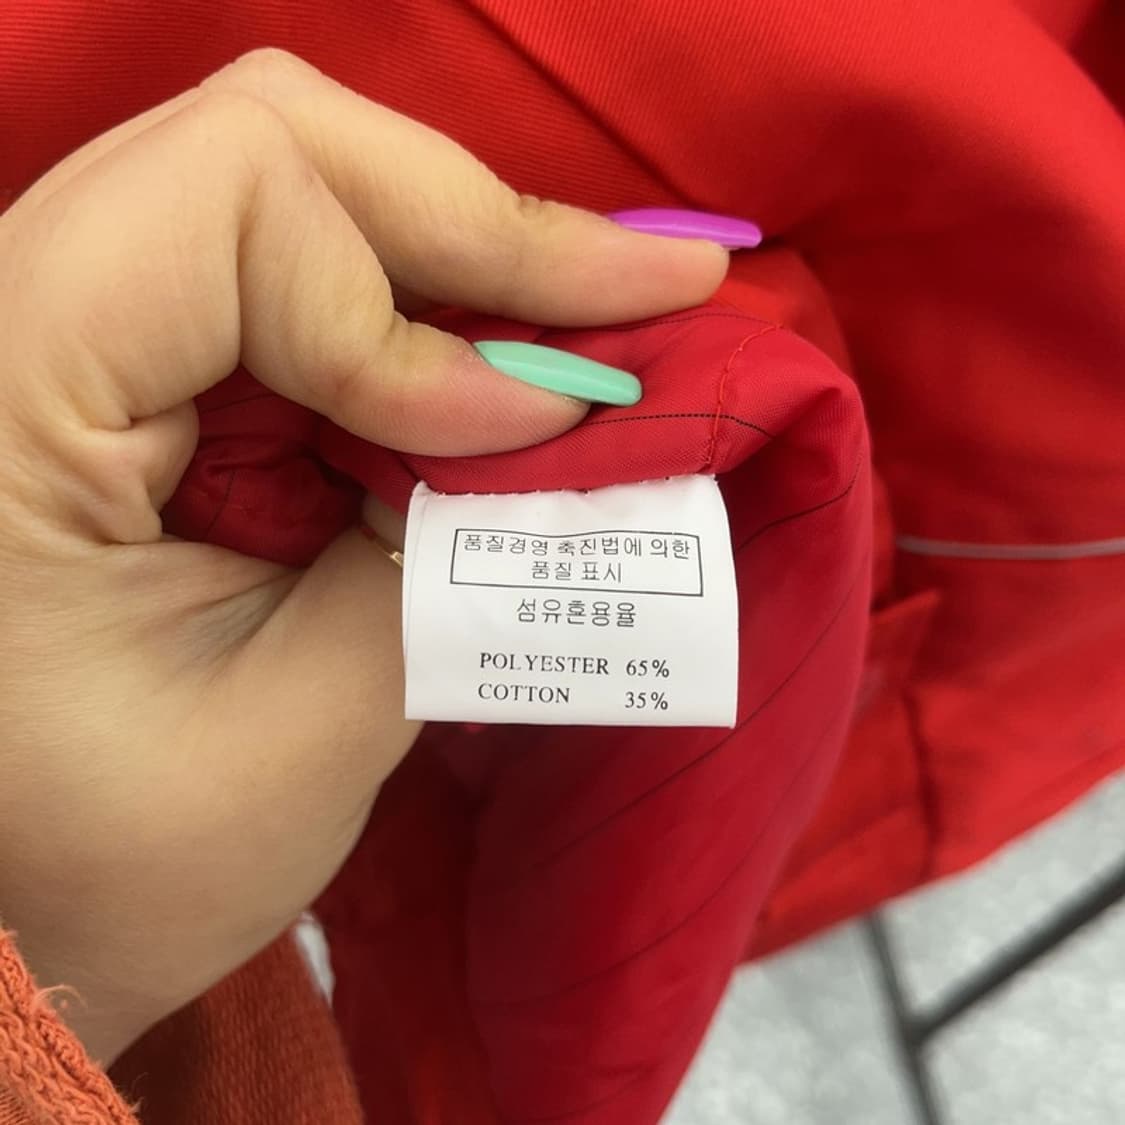 품질경영 축진법에 의한
품질 표시
섬유혼용율
POLYESTER 65%
COTTON 35%